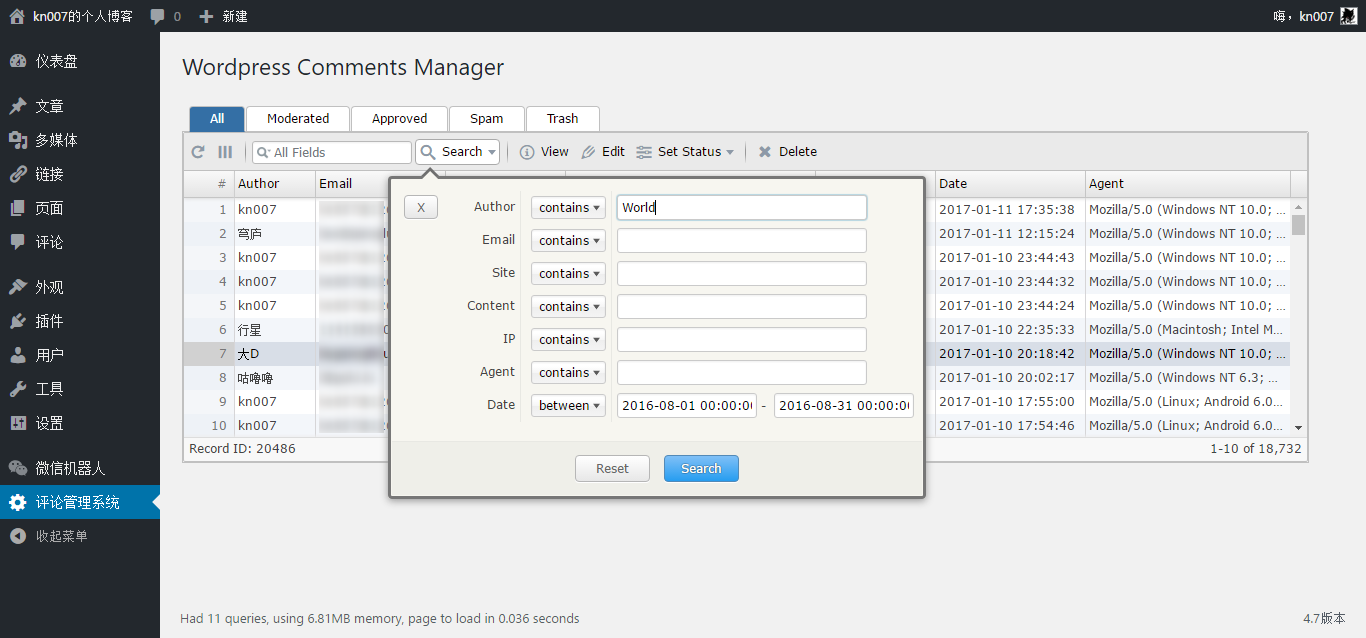 kn007的个人博客 0 新建 嗨，kn007
仪表盘
文章
多媒体
链接
页面
评论
外观
插件
用户
工具
设置
微信机器人
评论管理系统
收起菜单
Wordpress Comments Manager
All Moderated Approved Spam Trash
All Fields Search View Edit Set Status Delete
# Author Email Date Agent
1 kn007 2017-01-11 17:35:38 Mozilla/5.0 (Windows NT 10.0; ...
2 穹庐 2017-01-11 12:15:24 Mozilla/5.0 (Windows NT 10.0; ...
3 kn007 2017-01-10 23:44:43 Mozilla/5.0 (Windows NT 10.0; ...
4 kn007 2017-01-10 23:44:32 Mozilla/5.0 (Windows NT 10.0; ...
5 kn007 2017-01-10 23:44:24 Mozilla/5.0 (Windows NT 10.0; ...
6 行星 2017-01-10 22:35:33 Mozilla/5.0 (Macintosh; Intel M...
7 大D 2017-01-10 20:18:42 Mozilla/5.0 (Windows NT 10.0; ...
8 咕噜噜 2017-01-10 20:02:17 Mozilla/5.0 (Windows NT 6.3; ...
9 kn007 2017-01-10 17:55:00 Mozilla/5.0 (Linux; Android 6.0...
10 kn007 2017-01-10 17:54:46 Mozilla/5.0 (Linux; Android 6.0...
Record ID: 20486 1-10 of 18,732
X Author contains World
Email contains
Site contains
Content contains
IP contains
Agent contains
Date between 2016-08-01 00:00:0 - 2016-08-31 00:00:0
Reset Search
Had 11 queries, using 6.81MB memory, page to load in 0.036 seconds 4.7版本